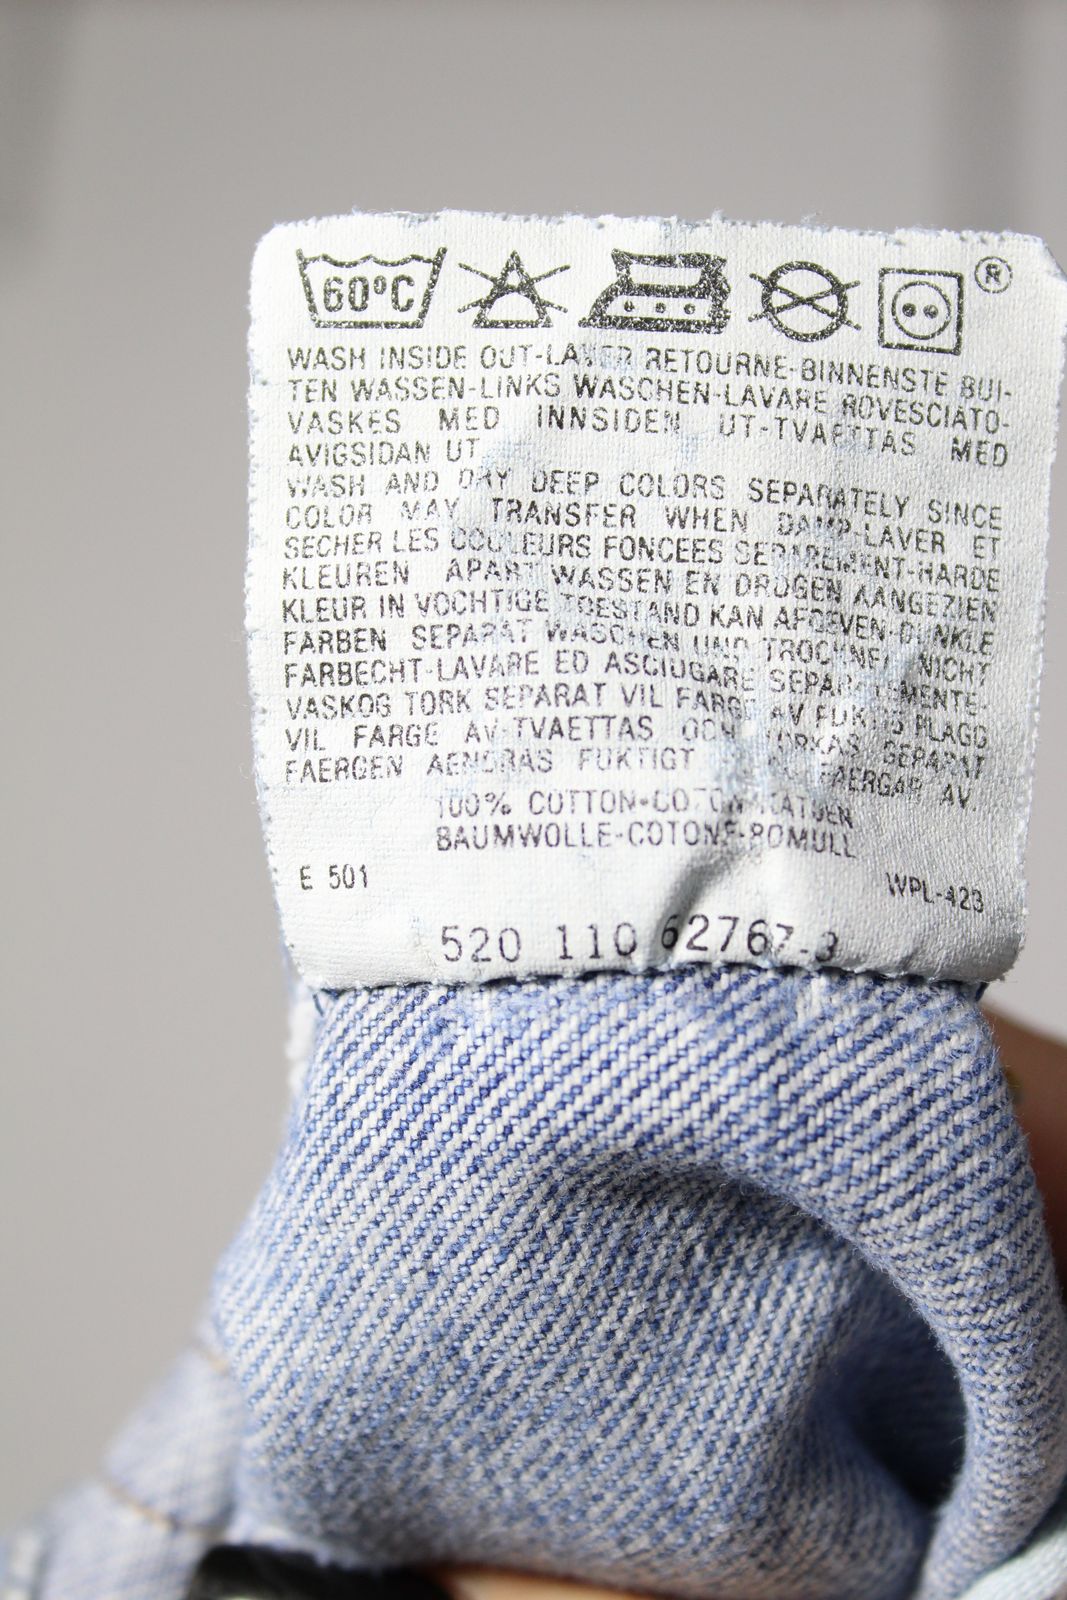 60ºC ®
WASH INSIDE OUT-LAVER RETOURNE-BINNENSTE BUI-
TEN WASSEN-LINKS WASCHEN-LAVARE ROVESCIATO-
VASKES MED INNSIDEN UT-TVAETTAS MED
AVIGSIDAN UT
WASH AND DRY DEEP COLORS SEPARATELY SINCE
COLOR MAY TRANSFER WHEN DAMP-LAVER ET
SECHER LES COULEURS FONCEES SEPAREMENT-HARDE
KLEUREN APART WASSEN EN DROGEN AANGEZIEN
KLEUR IN VOCHTIGE TOESTAND KAN AFGEVEN-DUNKLE
FARBEN SEPARAT WASCHEN UND TROCKNEN NICHT
FARBECHT-LAVARE ED ASCIUGARE SEPARATEMENTE-
VASKOG TORK SEPARAT VIL FARGE AV FUKTIG PLAGG
VIL FARGE AV-TVAETTAS OCH TORKAS SEPARAT
FAERGEN AENDRAS FUKTIGT FAERGAR AV
100% COTTON-COTON-KATOEN
BAUMWOLLE-COTONE-BOMULL
E 501 WPL-423
520 110 62767-3